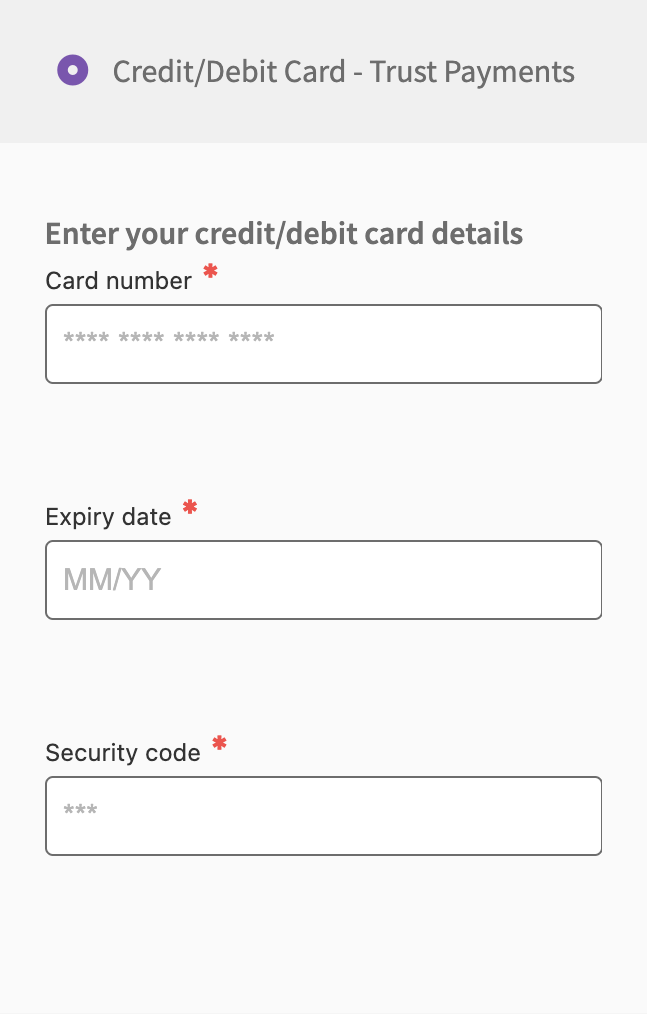 Credit/Debit Card - Trust Payments
Enter your credit/debit card details
Card number *
**** **** **** ****
Expiry date *
MM/YY
Security code *
***